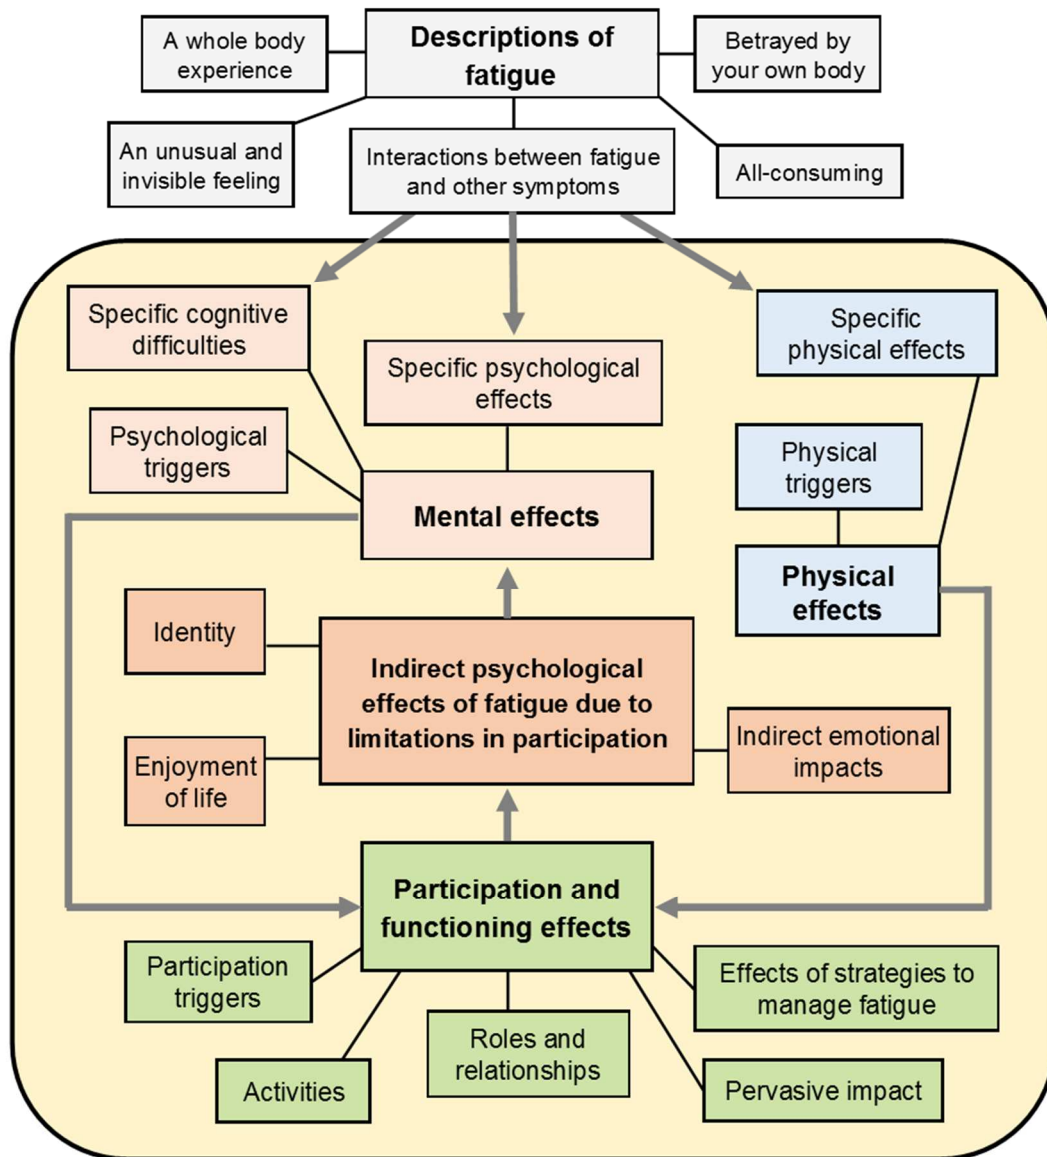 A whole body
experience
Descriptions of
fatigue
Betrayed by
your own body
An unusual and
invisible feeling
Interactions between fatigue
and other symptoms
All-consuming
Specific cognitive
difficulties
Specific psychological
effects
Specific
physical effects
Psychological
triggers
Physical
triggers
Mental effects
Physical
effects
Identity
Indirect psychological
effects of fatigue due to
limitations in participation
Enjoyment
of life
Indirect emotional
impacts
Participation and
functioning effects
Participation
triggers
Effects of strategies to
manage fatigue
Activities
Roles and
relationships
Pervasive impact